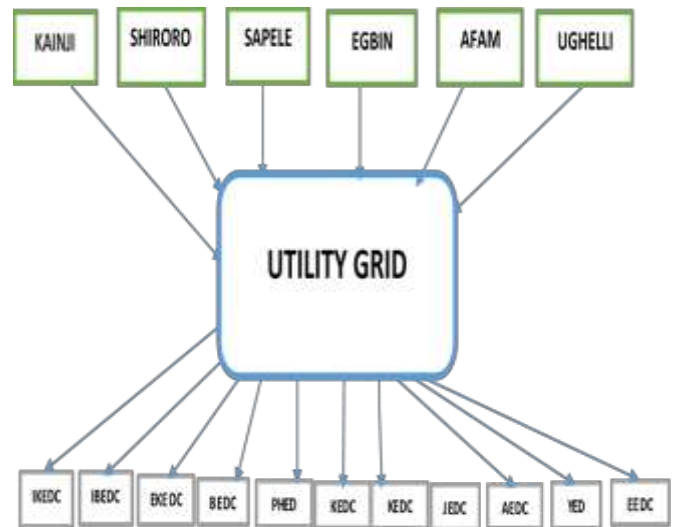 KAINJI
SHIRORO
SAPELE
EGBIN
AFAM
UGHELLI
UTILITY GRID
IKEDC
IBEDC
EKEDC
BEDC
PHED
KEDC
KEDC
JEDC
AEDC
YED
EEDC